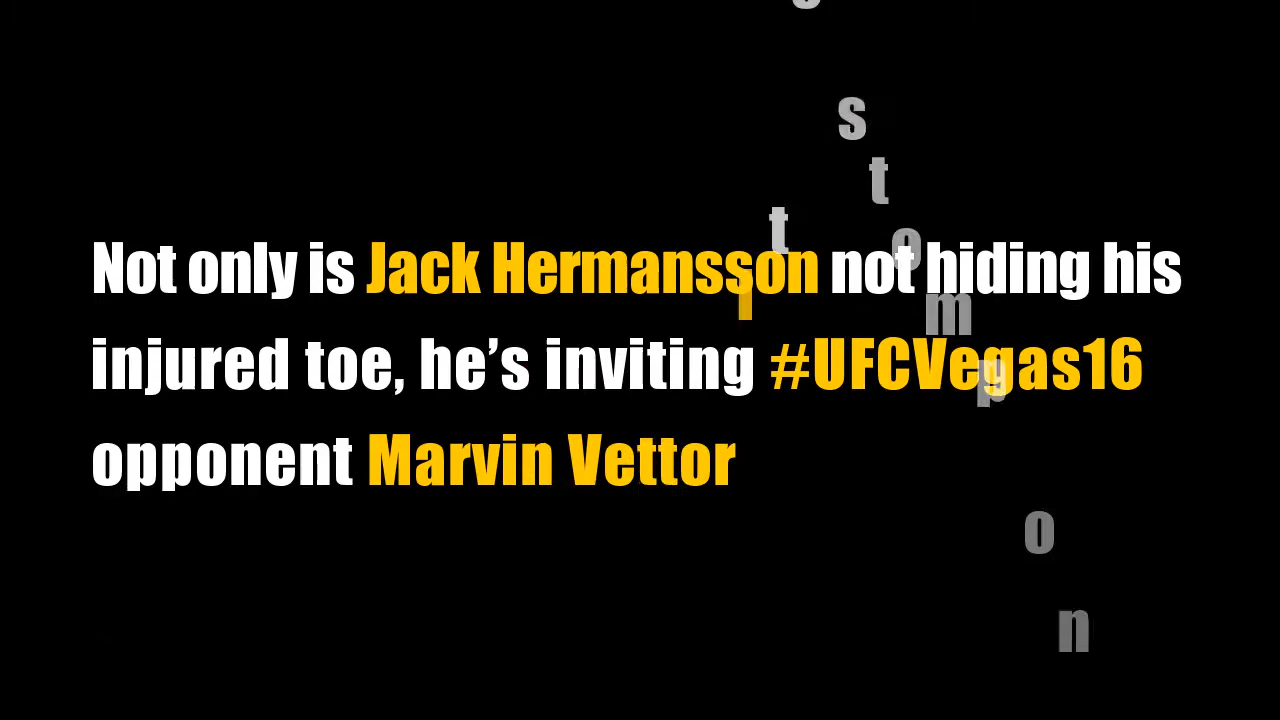 Not only is Jack Hermansson not hiding his
injured toe, he’s inviting #UFCVegas16
opponent Marvin Vettor